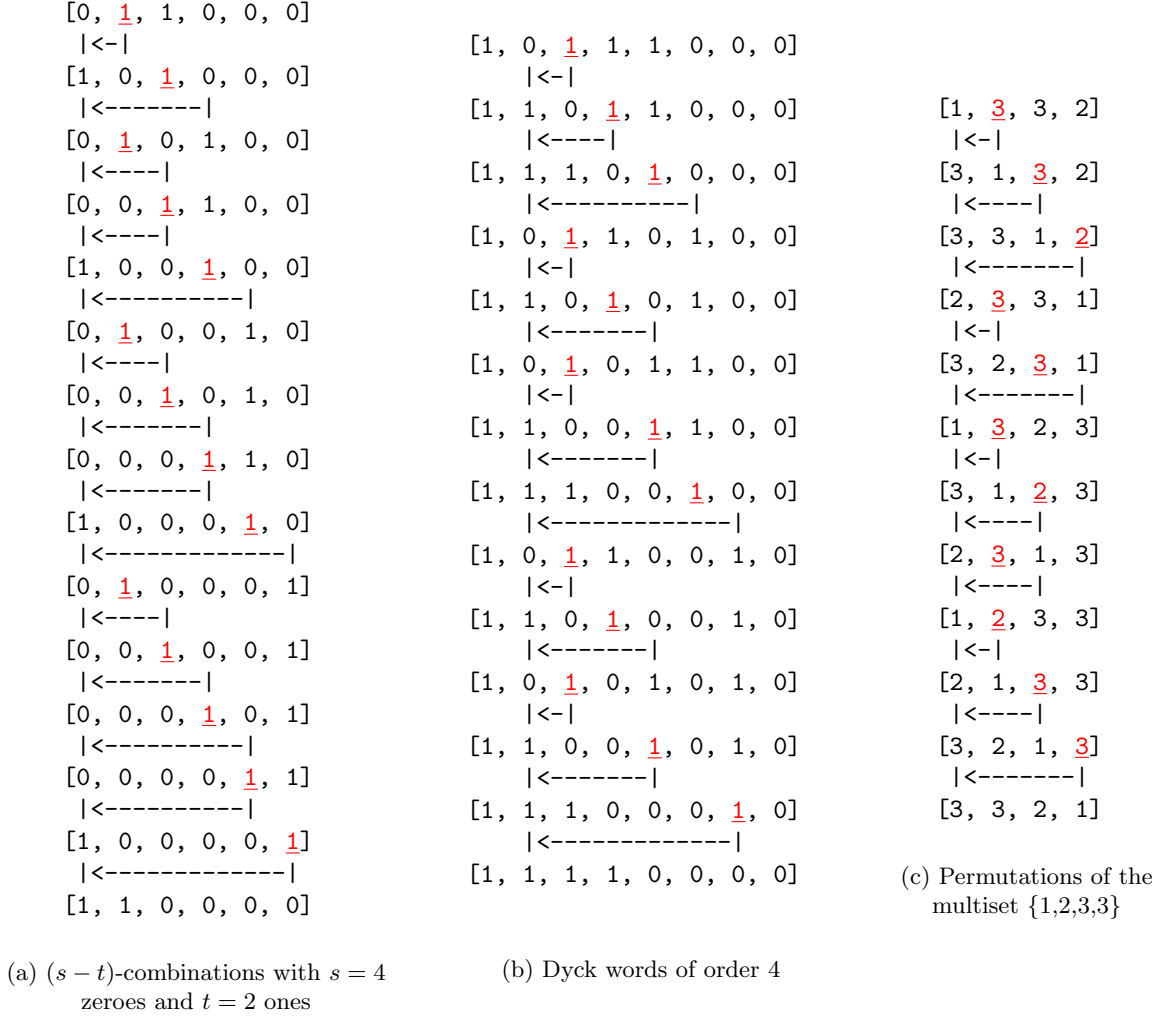 [0, 1, 1, 0, 0, 0]
|<-|
[1, 0, 1, 0, 0, 0]
|<-------|
[0, 1, 0, 1, 0, 0]
|<----|
[0, 0, 1, 1, 0, 0]
|<----|
[1, 0, 0, 1, 0, 0]
|<----------|
[0, 1, 0, 0, 1, 0]
|<----|
[0, 0, 1, 0, 1, 0]
|<-------|
[0, 0, 0, 1, 1, 0]
|<-------|
[1, 0, 0, 0, 1, 0]
|<-------------|
[0, 1, 0, 0, 0, 1]
|<----|
[0, 0, 1, 0, 0, 1]
|<-------|
[0, 0, 0, 1, 0, 1]
|<----------|
[0, 0, 0, 0, 1, 1]
|<----------|
[1, 0, 0, 0, 0, 1]
|<-------------|
[1, 1, 0, 0, 0, 0]
(a) (s − t)-combinations with s = 4
zeroes and t = 2 ones
[1, 0, 1, 1, 1, 0, 0, 0]
|<-|
[1, 1, 0, 1, 1, 0, 0, 0]
|<----|
[1, 1, 1, 0, 1, 0, 0, 0]
|<----------|
[1, 0, 1, 1, 0, 1, 0, 0]
|<-|
[1, 1, 0, 1, 0, 1, 0, 0]
|<-------|
[1, 0, 1, 0, 1, 1, 0, 0]
|<-|
[1, 1, 0, 0, 1, 1, 0, 0]
|<-------|
[1, 1, 1, 0, 0, 1, 0, 0]
|<-------------|
[1, 0, 1, 1, 0, 0, 1, 0]
|<-|
[1, 1, 0, 1, 0, 0, 1, 0]
|<-------|
[1, 0, 1, 0, 1, 0, 1, 0]
|<-|
[1, 1, 0, 0, 1, 0, 1, 0]
|<-------|
[1, 1, 1, 0, 0, 0, 1, 0]
|<-------------|
[1, 1, 1, 1, 0, 0, 0, 0]
(b) Dyck words of order 4
[1, 3, 3, 2]
|<-|
[3, 1, 3, 2]
|<----|
[3, 3, 1, 2]
|<-------|
[2, 3, 3, 1]
|<-|
[3, 2, 3, 1]
|<-------|
[1, 3, 2, 3]
|<-|
[3, 1, 2, 3]
|<----|
[2, 3, 1, 3]
|<----|
[1, 2, 3, 3]
|<-|
[2, 1, 3, 3]
|<----|
[3, 2, 1, 3]
|<-------|
[3, 3, 2, 1]
(c) Permutations of the
multiset {1,2,3,3}